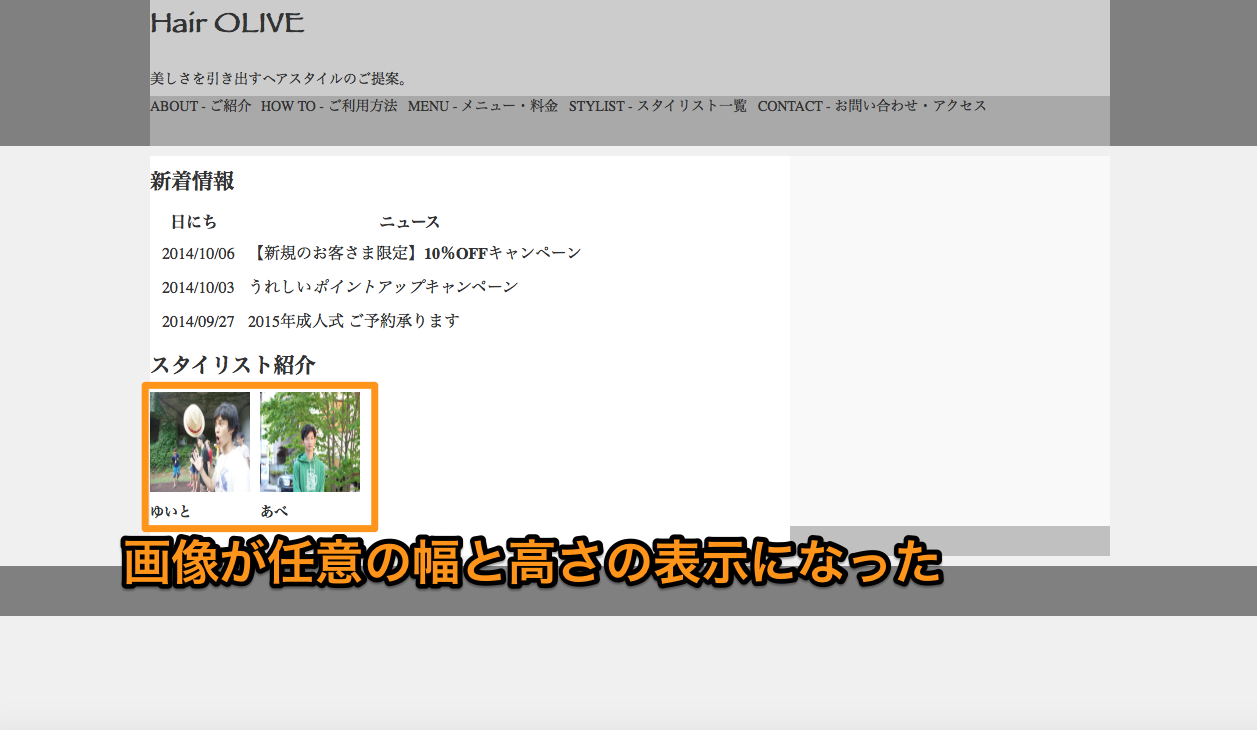 Hair OLIVE
美しさを引き出すヘアスタイルのご提案。
ABOUT - ご紹介 HOW TO - ご利用方法 MENU - メニュー・料金 STYLIST - スタイリスト一覧 CONTACT - お問い合わせ・アクセス
新着情報
日にち ニュース
2014/10/06 【新規のお客さま限定】10%OFFキャンペーン
2014/10/03 うれしいポイントアップキャンペーン
2014/09/27 2015年成人式 ご予約承ります
スタイリスト紹介
ゆいと あべ
画像が任意の幅と高さの表示になった